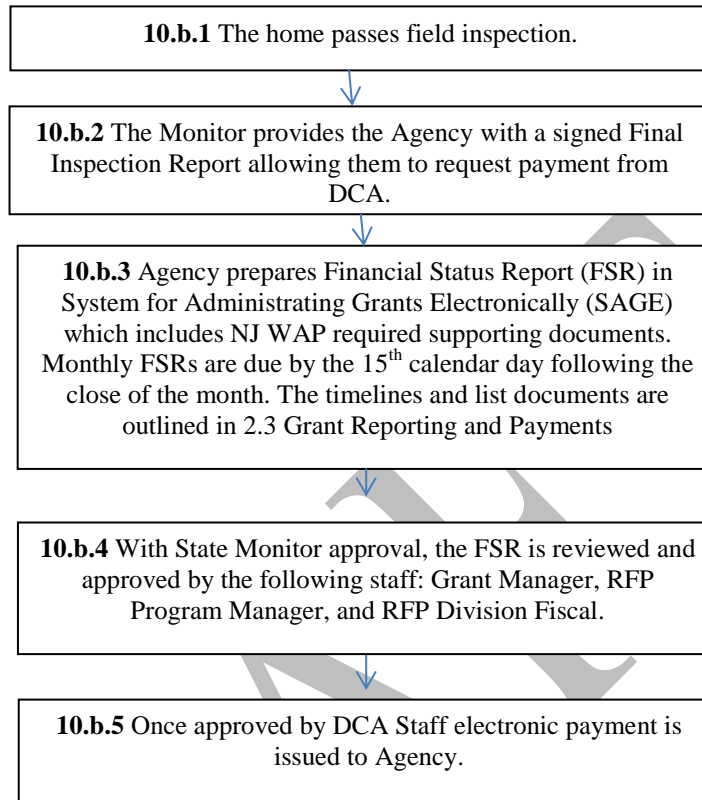 10.b.1 The home passes field inspection.
10.b.2 The Monitor provides the Agency with a signed Final
Inspection Report allowing them to request payment from
DCA.
10.b.3 Agency prepares Financial Status Report (FSR) in
System for Administrating Grants Electronically (SAGE)
which includes NJ WAP required supporting documents.
Monthly FSRs are due by the 15th calendar day following the
close of the month. The timelines and list documents are
outlined in 2.3 Grant Reporting and Payments
10.b.4 With State Monitor approval, the FSR is reviewed and
approved by the following staff: Grant Manager, RFP
Program Manager, and RFP Division Fiscal.
10.b.5 Once approved by DCA Staff electronic payment is
issued to Agency.